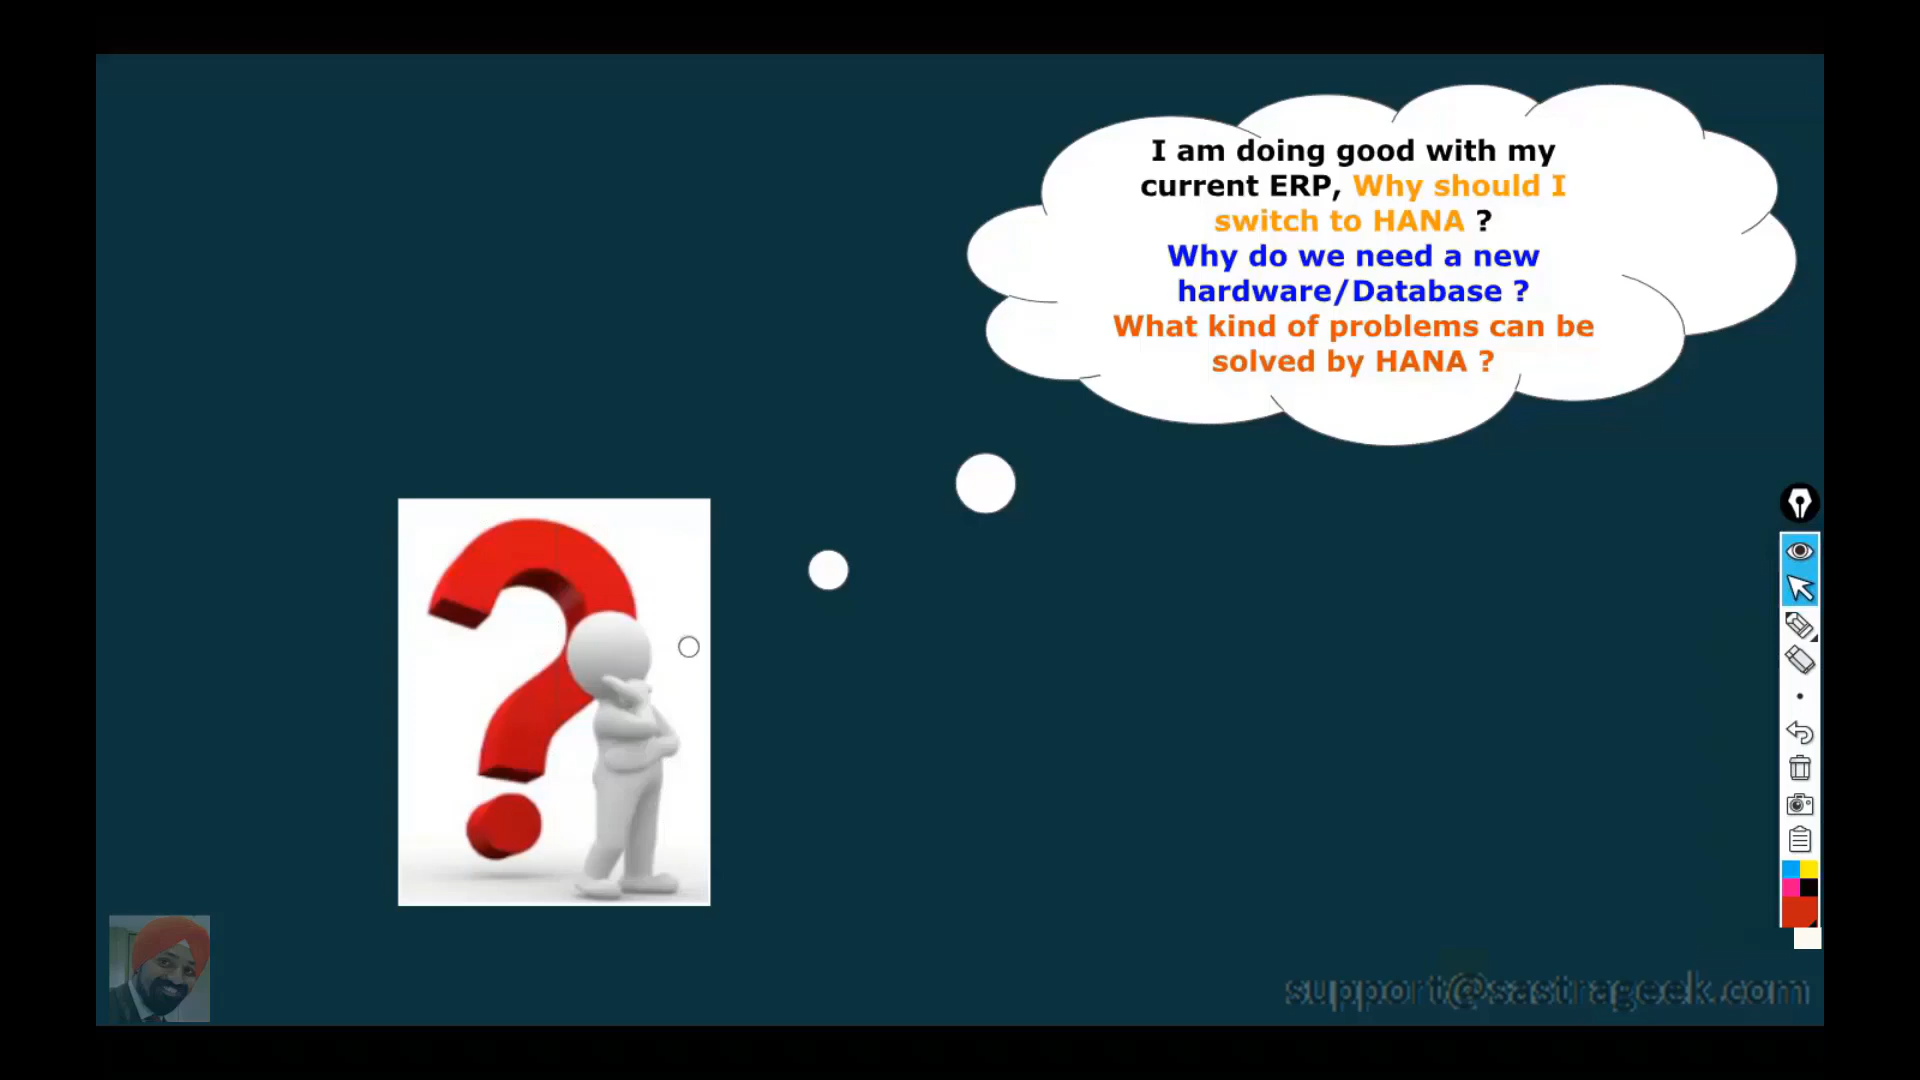 I am doing good with my
current ERP, Why should I
switch to HANA ?
Why do we need a new
hardware/Database ?
What kind of problems can be
solved by HANA ?
support@sastrageek.com